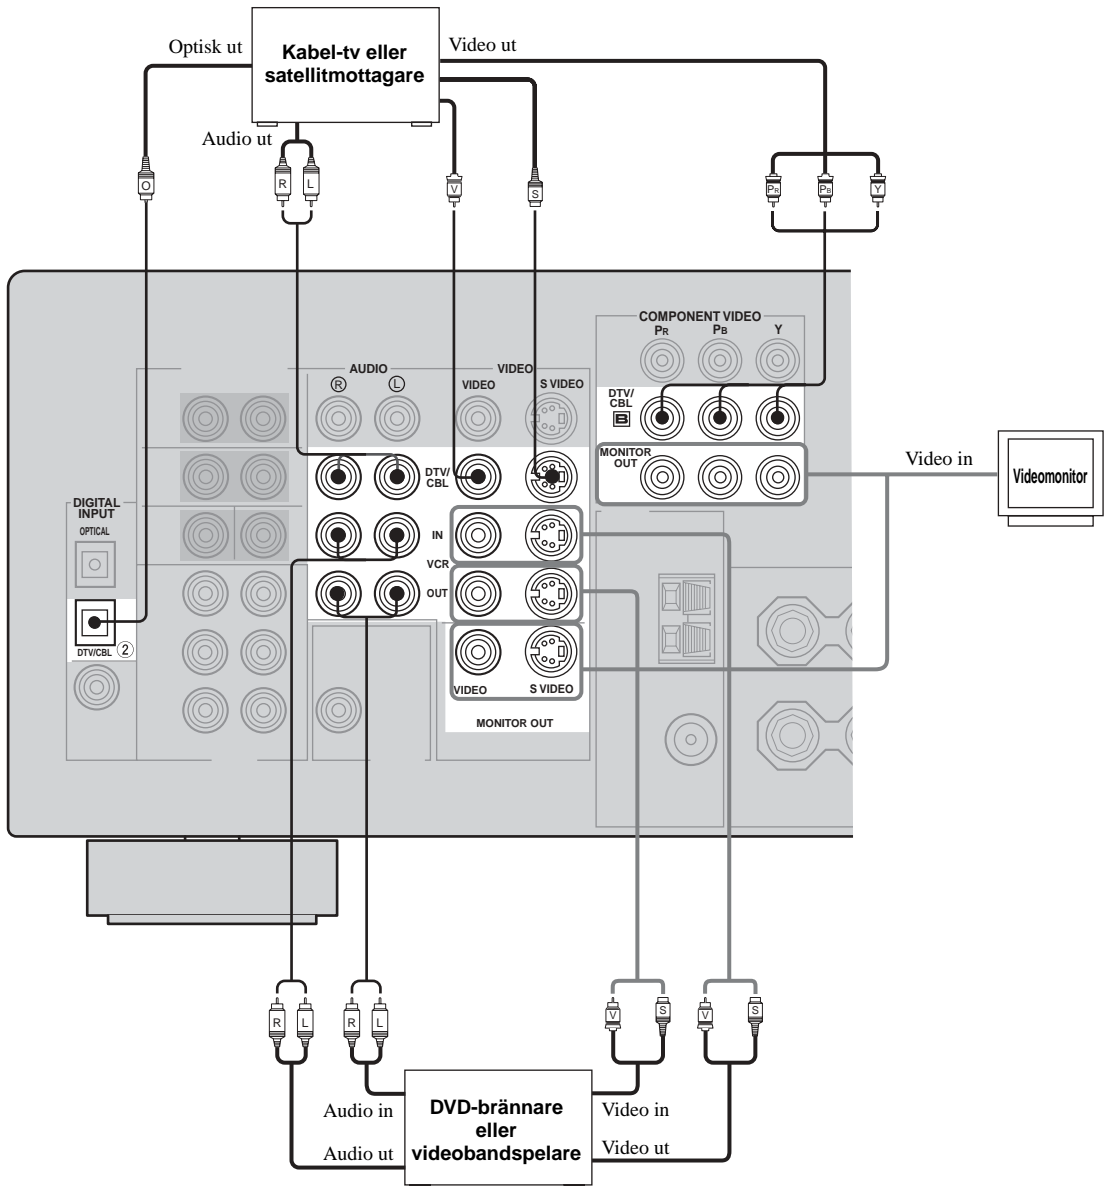 Optisk ut
Kabel-tv eller
satellitmottagare
Video ut
Audio ut
O
R
L
V
S
PR
PB
Y
COMPONENT VIDEO
PR
PB
Y
AUDIO
VIDEO
R
L
VIDEO
S VIDEO
DTV/
CBL
B
DTV/
CBL
MONITOR
OUT
Video in
Videomonitor
DIGITAL
INPUT
OPTICAL
IN
VCR
OUT
DTV/CBL
2
VIDEO
S VIDEO
MONITOR OUT
R
L
R
L
V
S
V
S
Audio in
DVD-brännare
eller
videobandspelare
Video in
Audio ut
Video ut